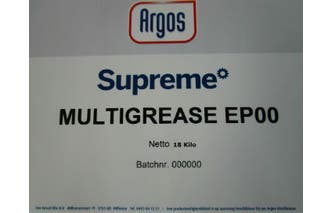 Argos
Supreme
MULTIGREASE EP00
Netto 18 Kilo
Batchnr. 000000